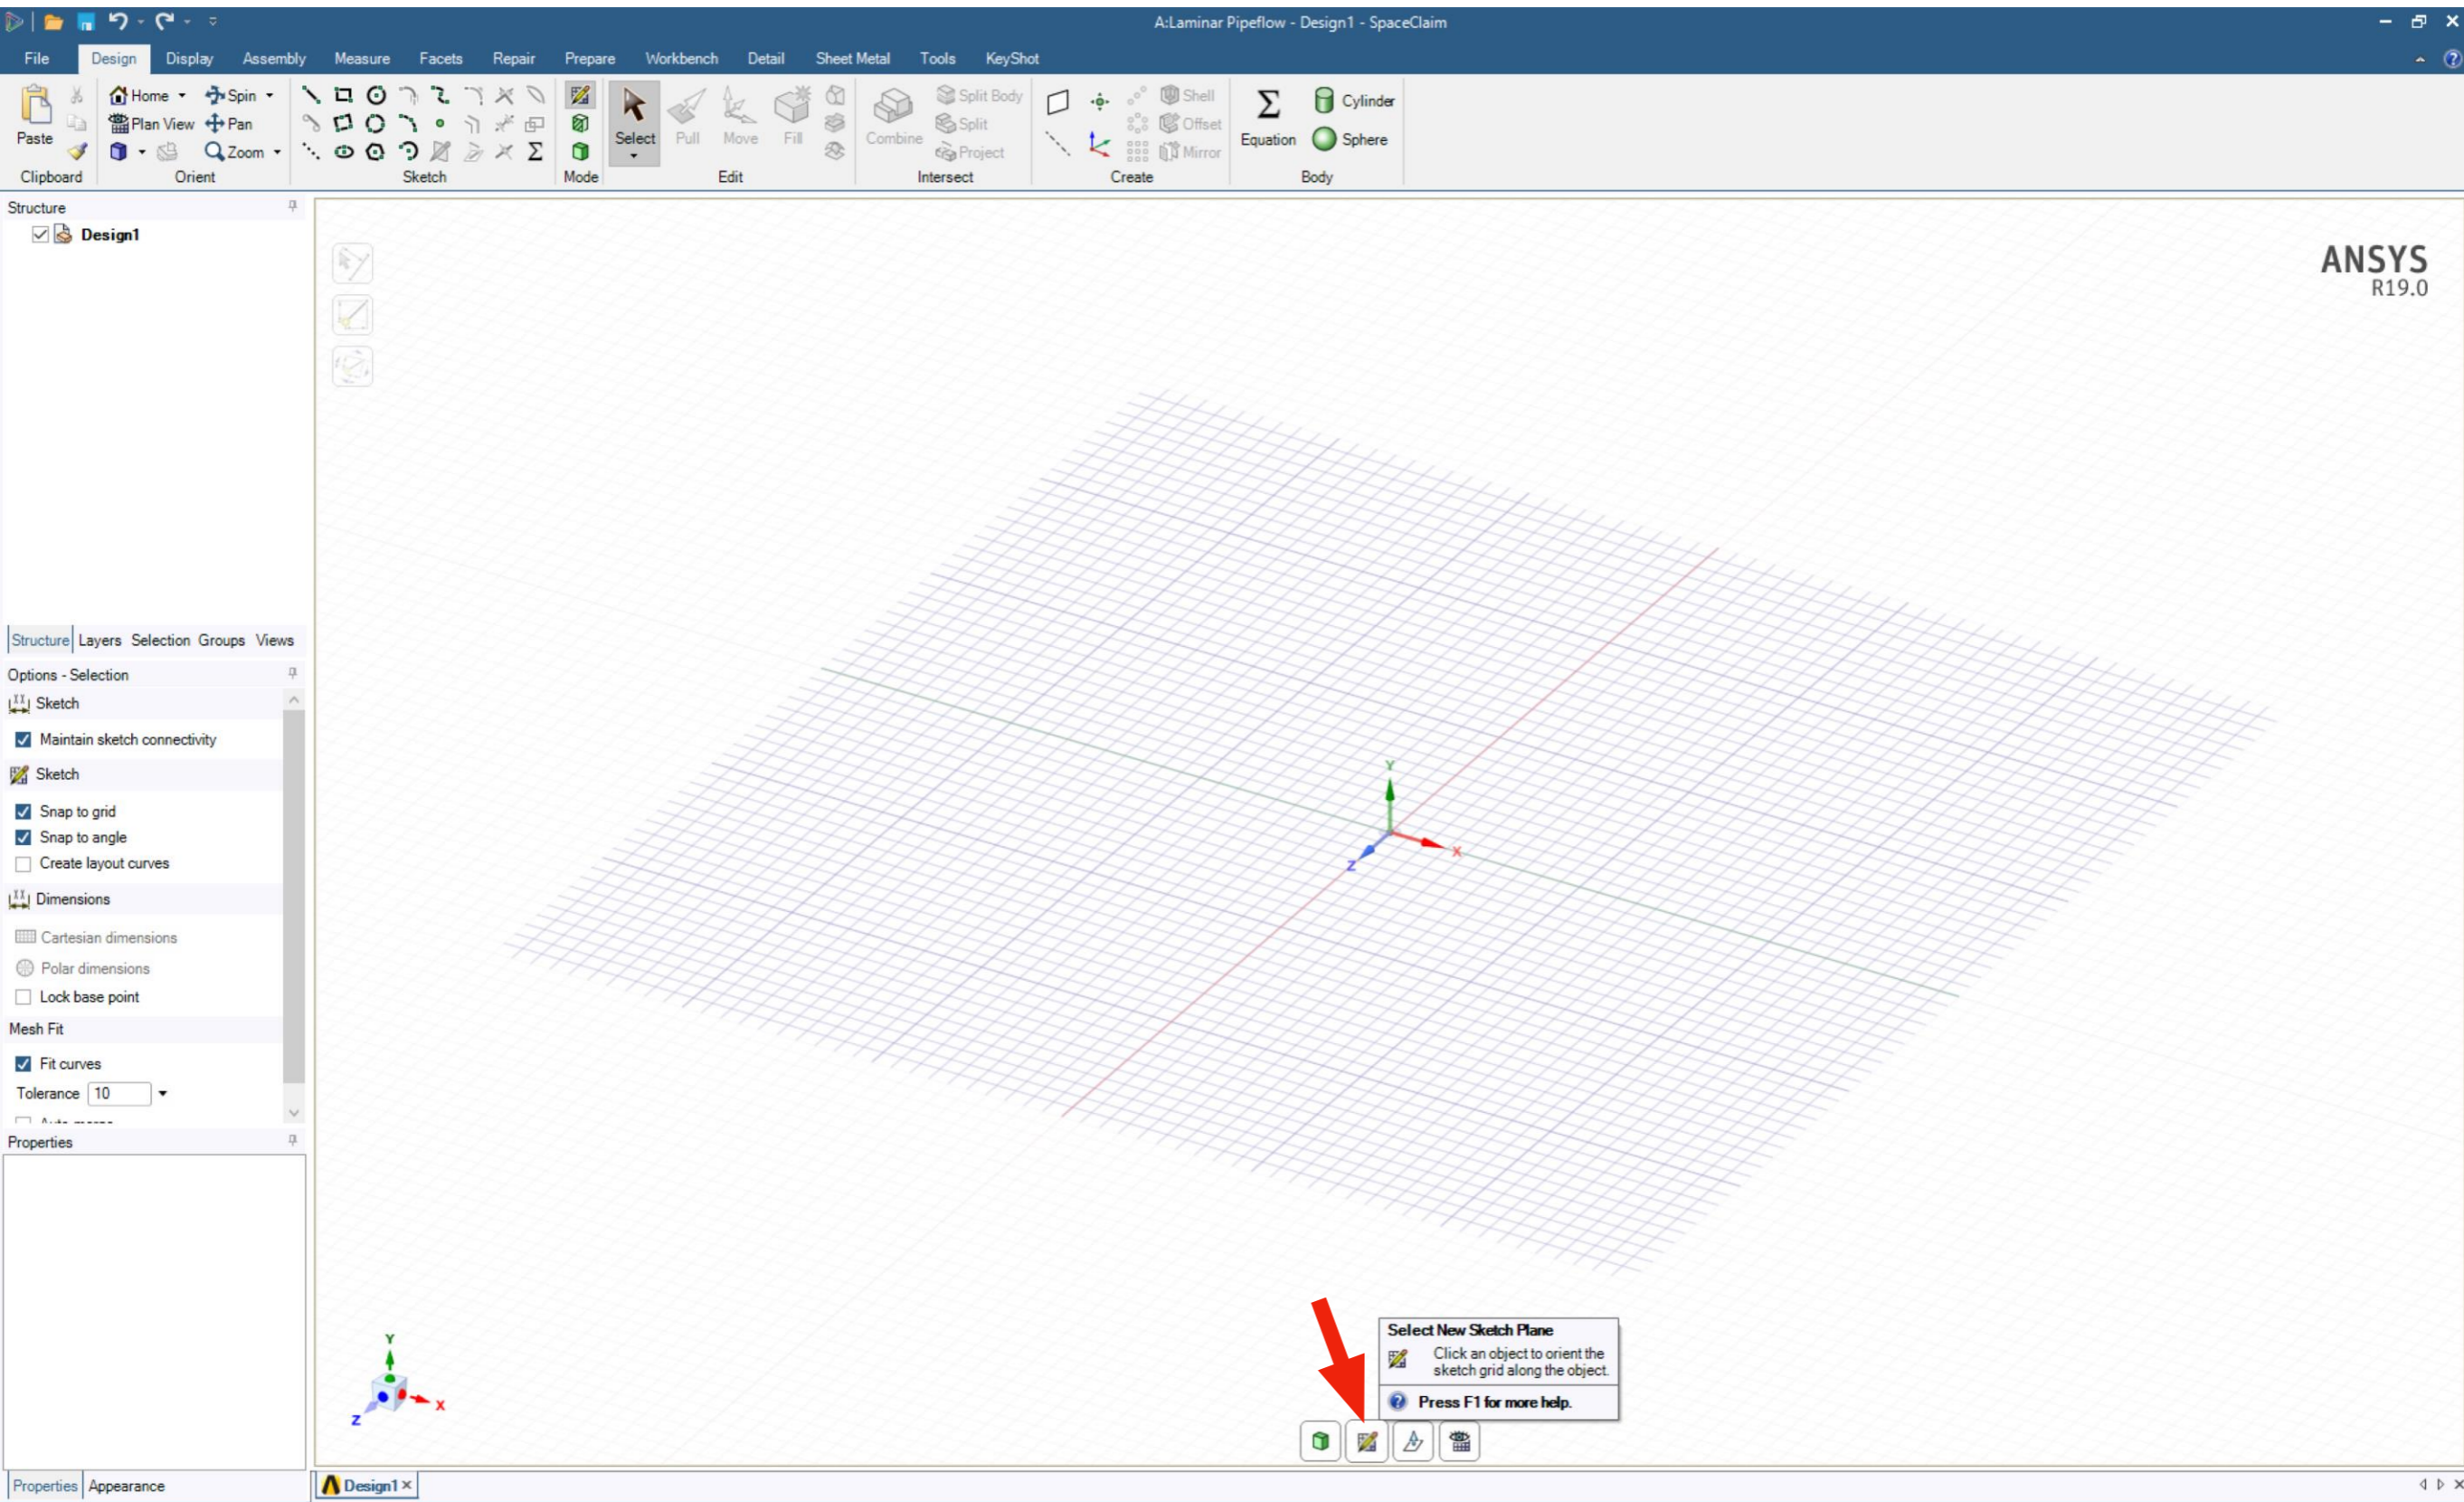 A:Laminar Pipeflow - Design1 - SpaceClaim
File Design Display Assembly Measure Facets Repair Prepare Workbench Detail Sheet Metal Tools KeyShot
Paste
Clipboard
Home Spin
Plan View Pan
Zoom
Orient
Sketch
Mode
Select Pull Move Fill
Edit
Combine
Split Body
Split
Project
Intersect
Shell
Offset
Mirror
Create
Equation
Cylinder
Sphere
Body
Structure
Design1
ANSYS
R19.0
Structure Layers Selection Groups Views
Options - Selection
Sketch
Maintain sketch connectivity
Sketch
Snap to grid
Snap to angle
Create layout curves
Dimensions
Cartesian dimensions
Polar dimensions
Lock base point
Mesh Fit
Fit curves
Tolerance 10
Properties
Y
X
Z
Y
X
Z
Select New Sketch Plane
Click an object to orient the
sketch grid along the object.
Press F1 for more help.
Properties Appearance
Design1